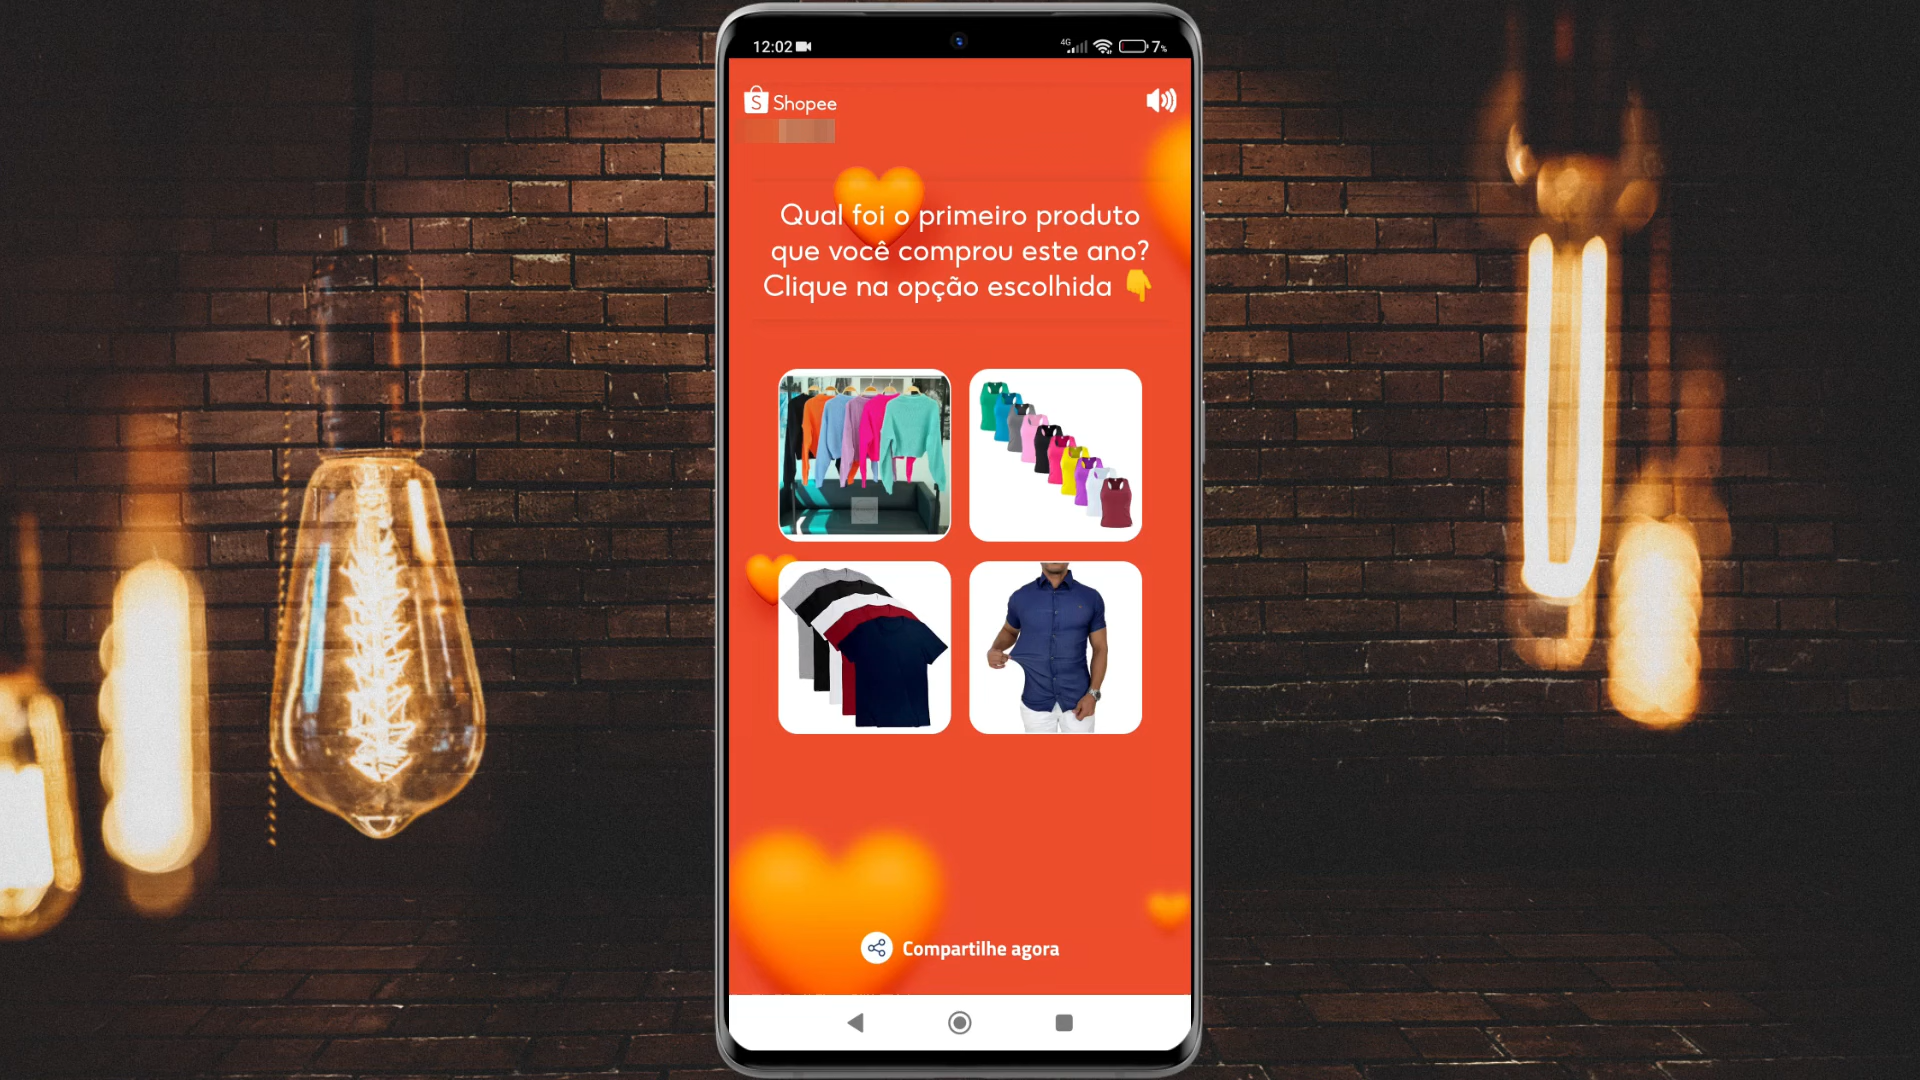 12:02
4G
7%
S
Shopee
Qual foi o primeiro produto
que você comprou este ano?
Clique na opção escolhida 👇
Compartilhe agora